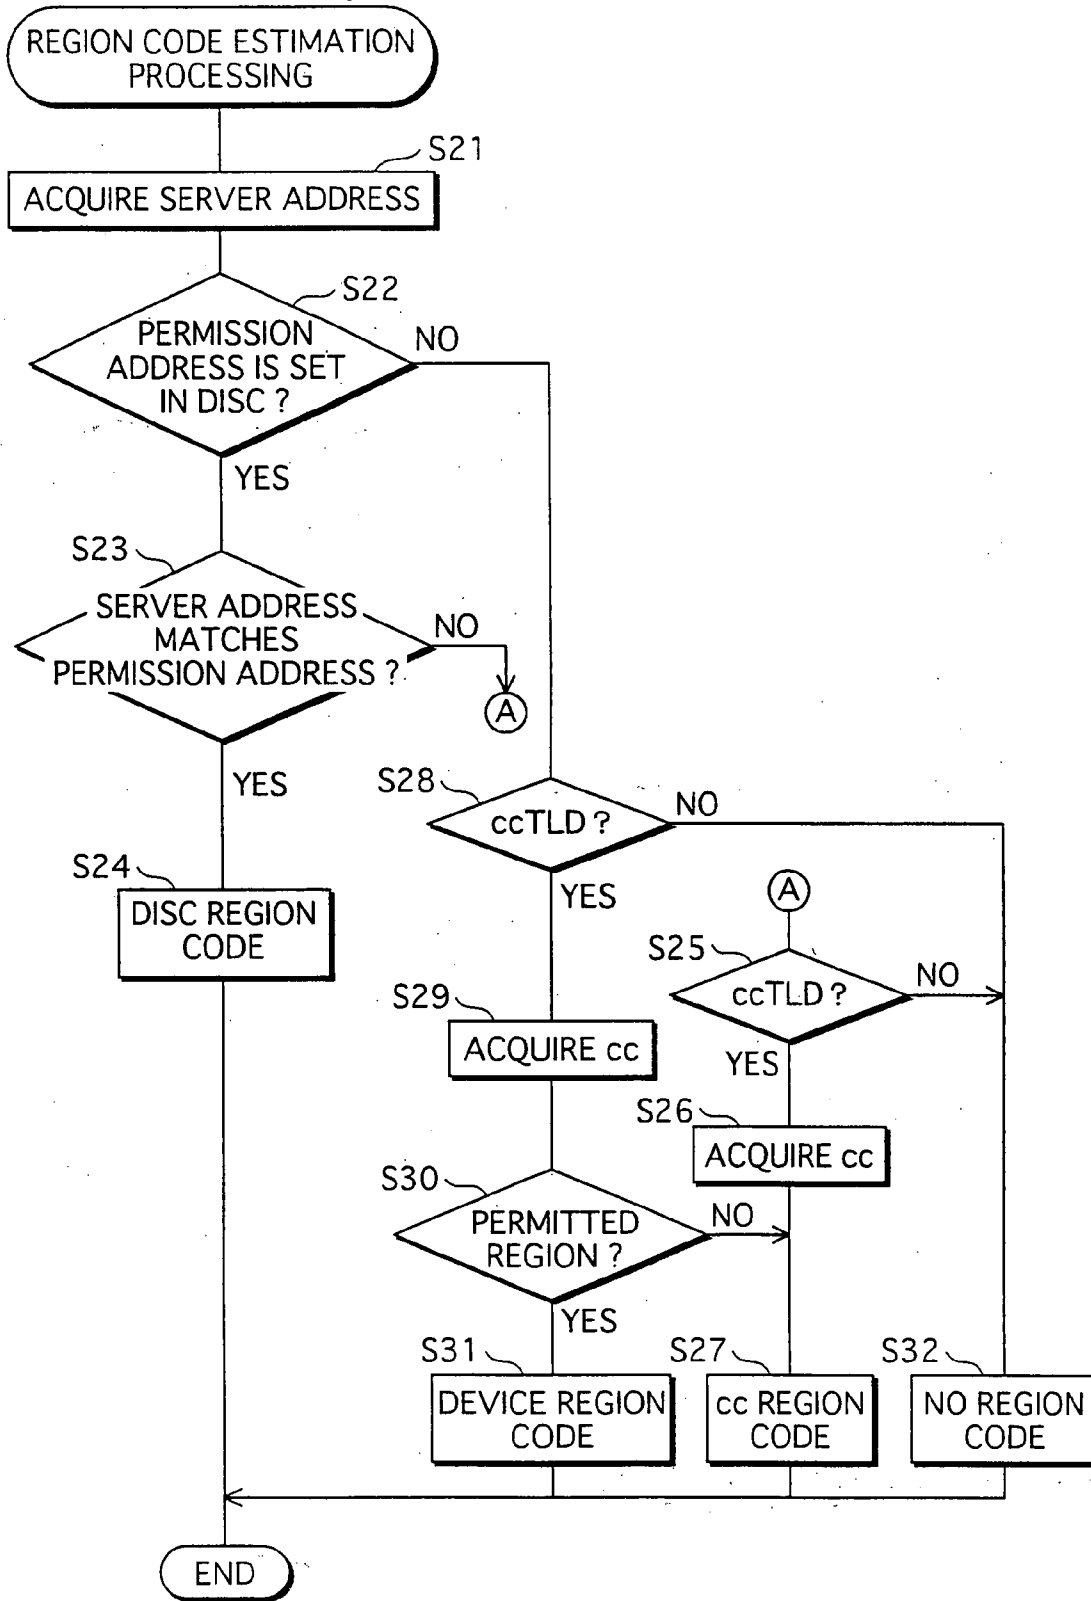 REGION CODE ESTIMATION
PROCESSING
S21
ACQUIRE SERVER ADDRESS
S22
PERMISSION
ADDRESS IS SET
IN DISC ?
NO
YES
S23
SERVER ADDRESS
MATCHES
PERMISSION ADDRESS ?
NO
A
YES
S28
ccTLD ?
NO
YES
S24
DISC REGION
CODE
A
S25
ccTLD ?
NO
YES
S29
ACQUIRE cc
S26
ACQUIRE cc
S30
PERMITTED
REGION ?
NO
YES
S31
DEVICE REGION
CODE
S27
cc REGION
CODE
S32
NO REGION
CODE
END